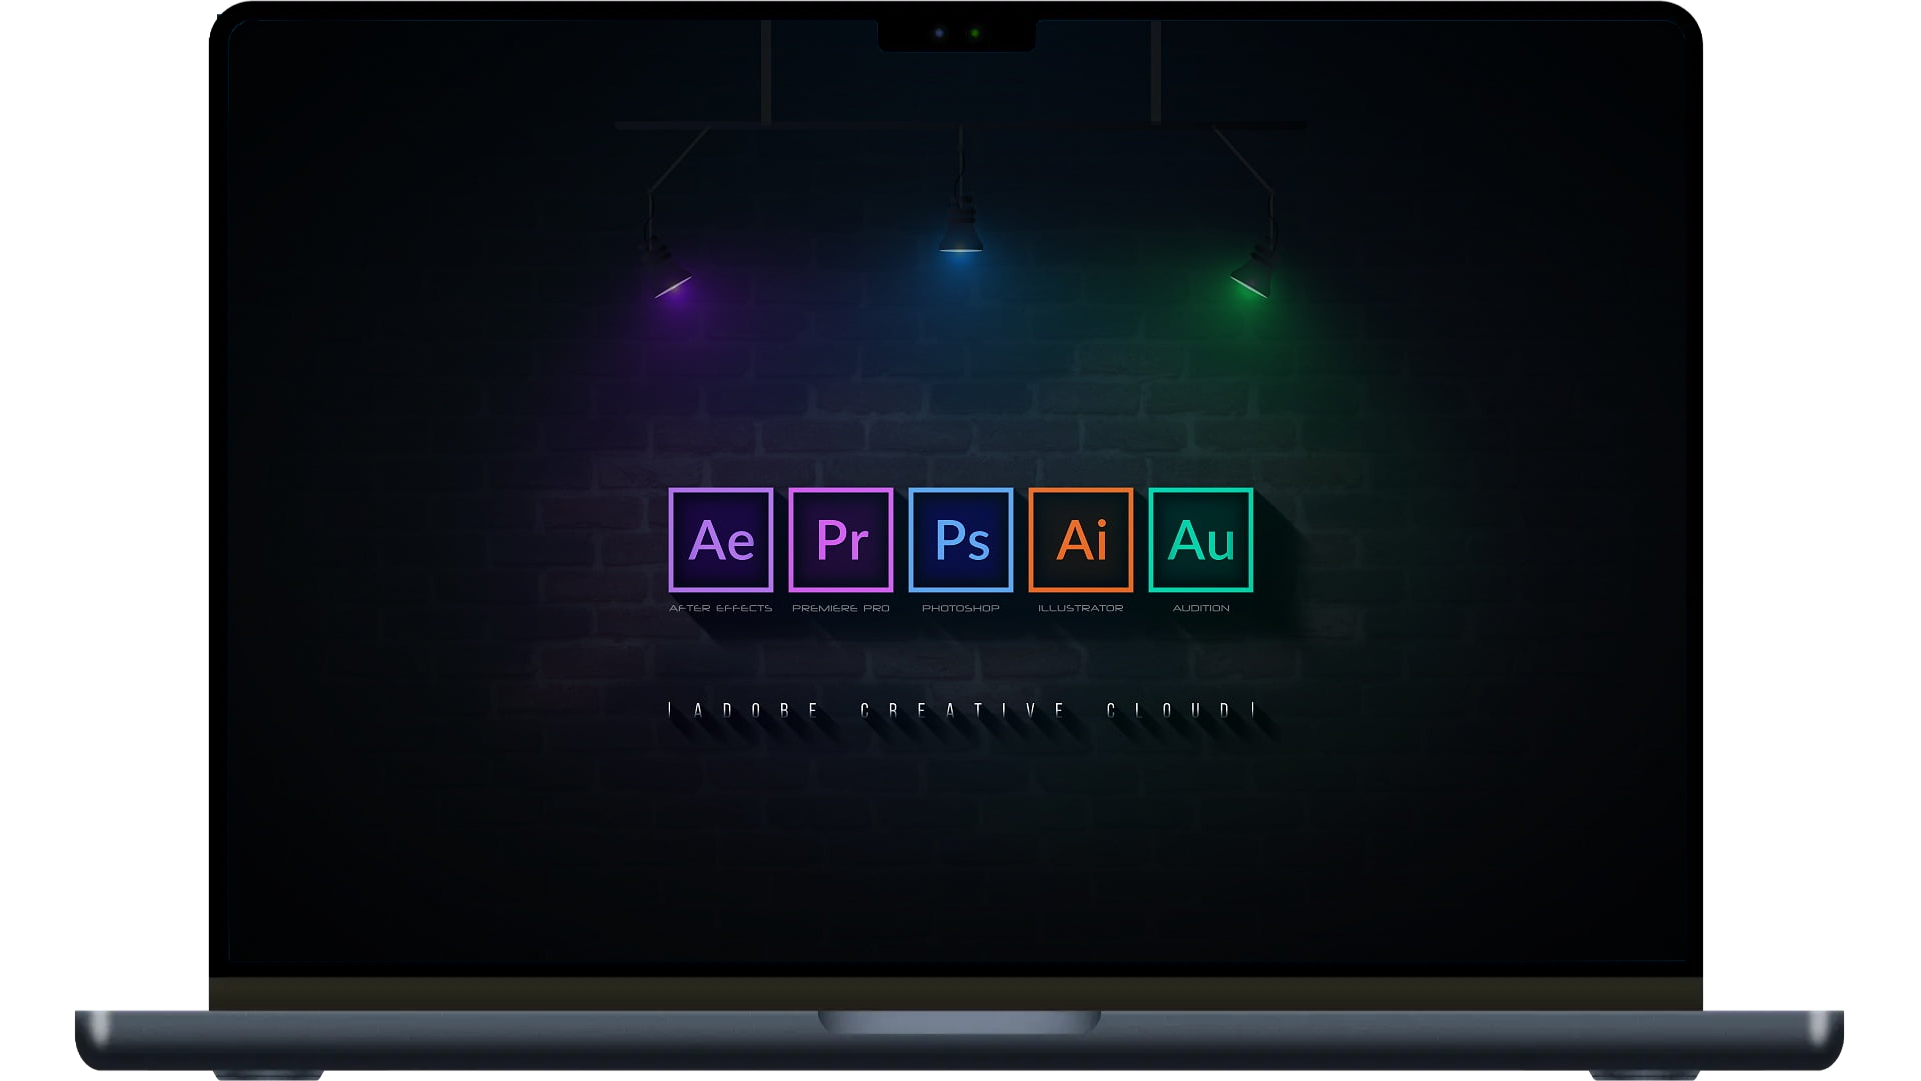 Ae Pr Ps Ai Au
AFTER EFFECTS PREMIERE PRO PHOTOSHOP ILLUSTRATOR AUDITION
|ADOBE CREATIVE CLOUD|